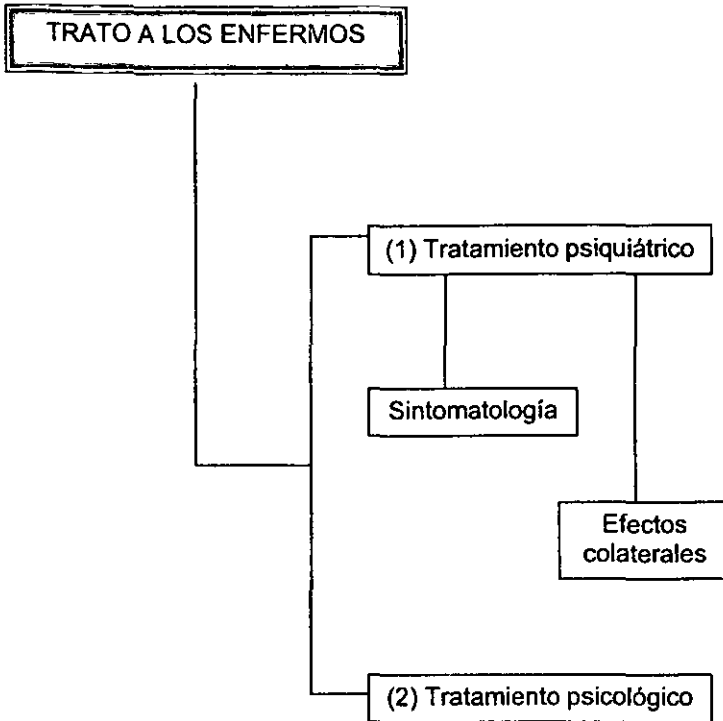 TRATO A LOS ENFERMOS
(1) Tratamiento psiquiátrico
Sintomatología
Efectos
colaterales
(2) Tratamiento psicológico